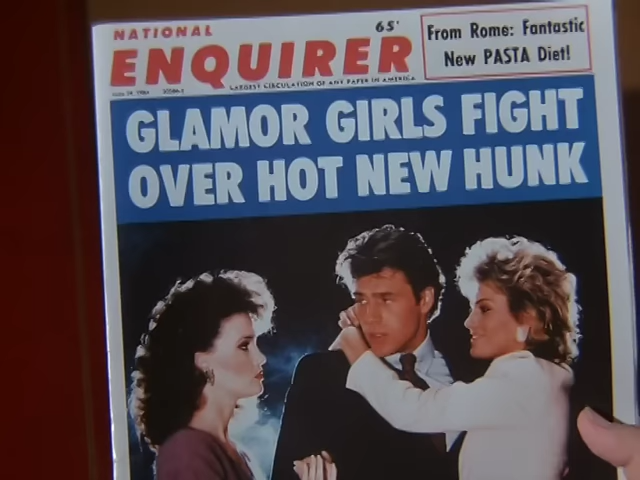 NATIONAL
ENQUIRER
65¢
LARGEST CIRCULATION OF ANY PAPER IN AMERICA
From Rome: Fantastic
New PASTA Diet!
GLAMOR GIRLS FIGHT
OVER HOT NEW HUNK